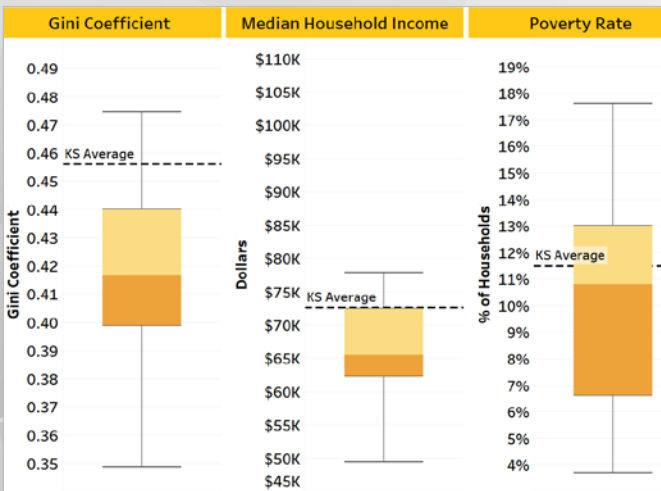 Gini Coefficient
Median Household Income
Poverty Rate
Gini Coefficient
0.49
0.48
0.47
0.46
0.45
0.44
0.43
0.42
0.41
0.40
0.39
0.38
0.37
0.36
0.35
KS Average
Dollars
$110K
$105K
$100K
$95K
$90K
$85K
$80K
$75K
$70K
$65K
$60K
$55K
$50K
$45K
KS Average
% of Households
19%
18%
17%
16%
15%
14%
13%
12%
11%
10%
9%
8%
7%
6%
5%
4%
KS Average